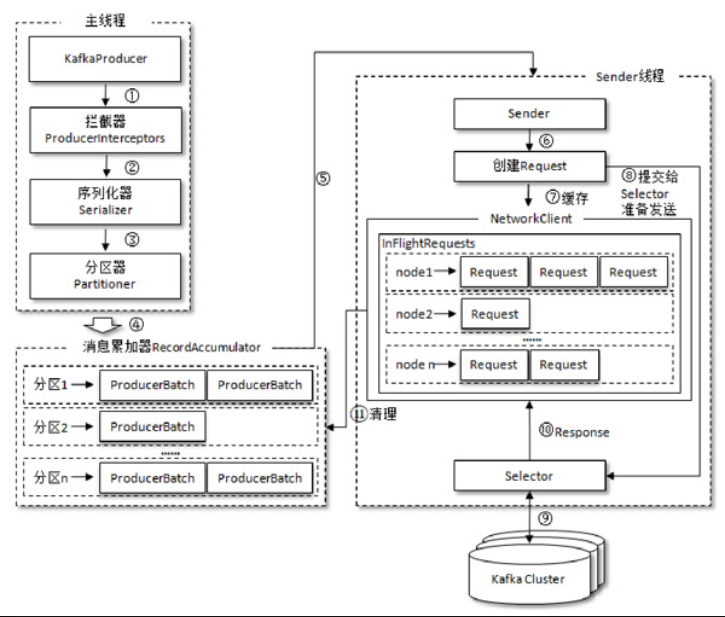 主线程
KafkaProducer
①
拦截器
ProducerInterceptors
②
序列化器
Serializer
③
分区器
Partitioner
④
消息累加器RecordAccumulator
分区1
ProducerBatch
ProducerBatch
分区2
ProducerBatch
......
分区n
ProducerBatch
ProducerBatch
⑤
Sender线程
Sender
⑥
创建Request
⑦缓存
⑧提交给
Selector
准备发送
NetworkClient
InFlightRequests
node1
Request
Request
Request
node2
Request
......
node n
Request
Request
⑪清理
⑩Response
Selector
⑨
Kafka Cluster